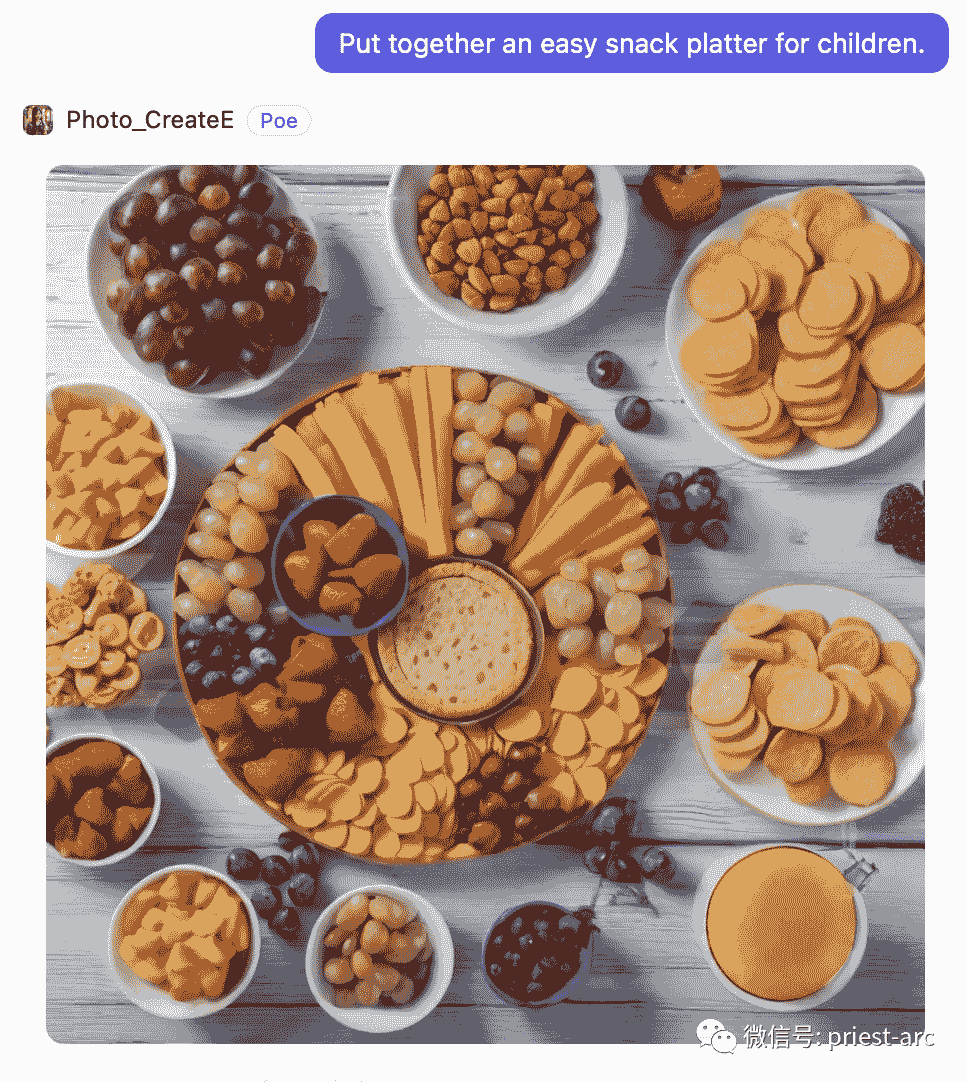 Put together an easy snack platter for children.
Photo_CreateE Poe
微信号: priest-arc